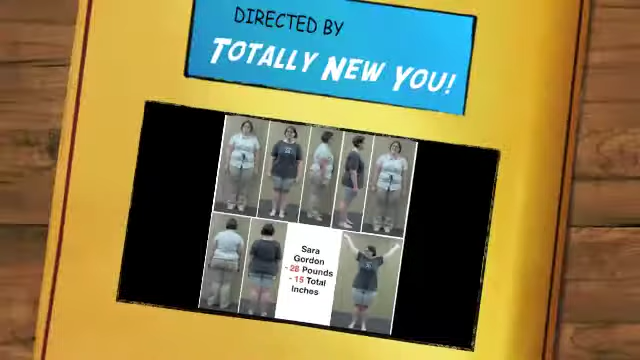 DIRECTED BY
TOTALLY NEW YOU!
Sara
Gordon
- 28 Pounds
- 15 Total
Inches